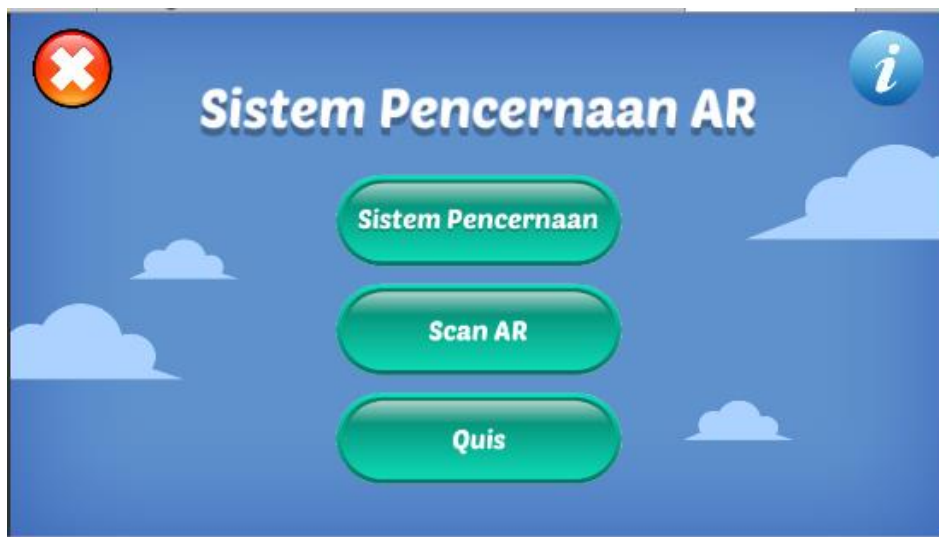 i
Sistem Pencernaan AR
Sistem Pencernaan
Scan AR
Quis